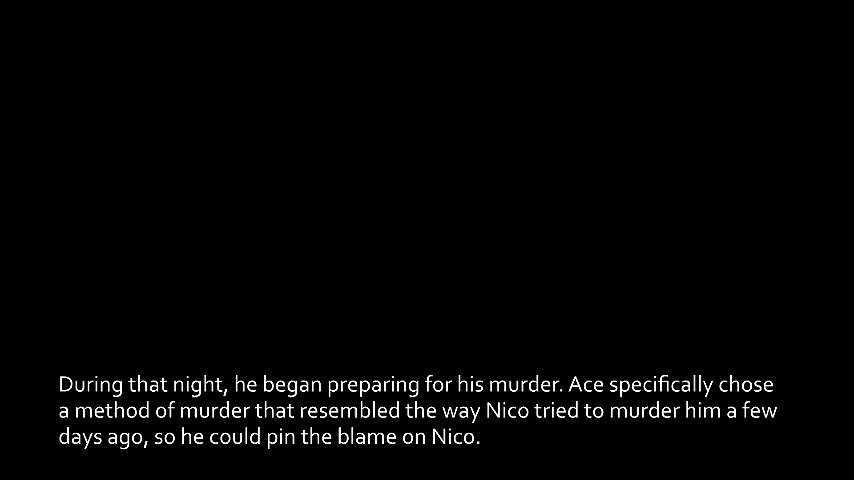 During that night, he began preparing for his murder. Ace specifically chose
a method of murder that resembled the way Nico tried to murder him a few
days ago, so he could pin the blame on Nico.